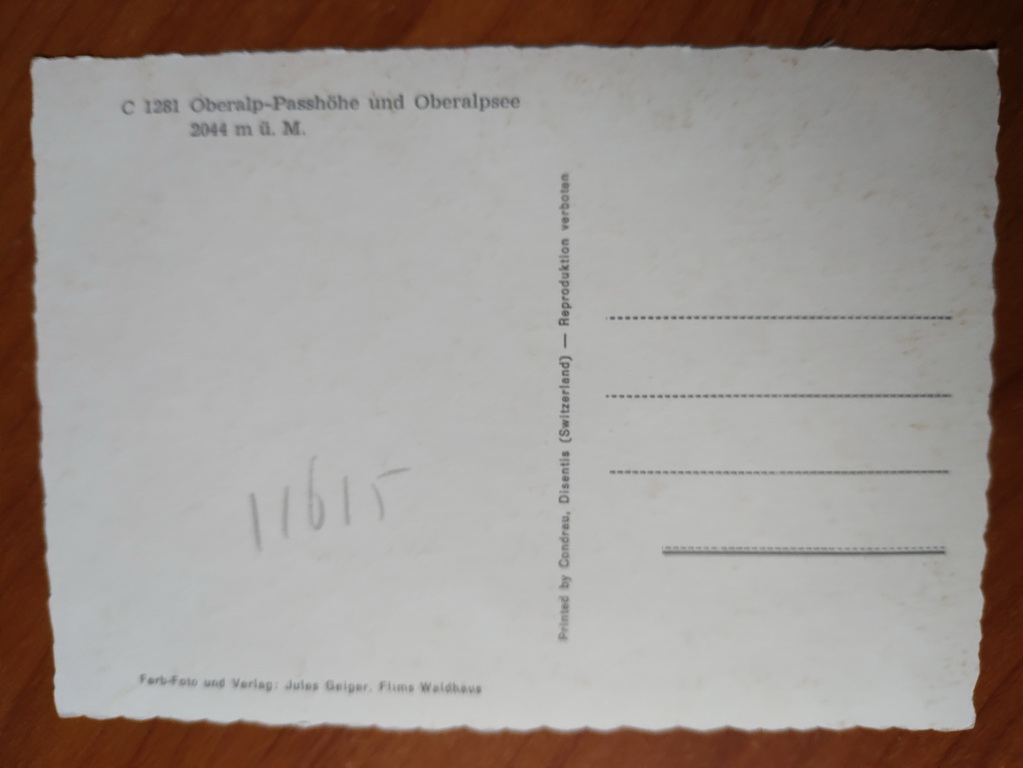 C 1281 Oberalp-Passhöhe und Oberalpsee
2044 m ü. M.
Printed by Condrau, Disentis (Switzerland) — Reproduktion verboten
11615
Farb-Foto und Verlag: Jules Geiger, Flims Waldhaus